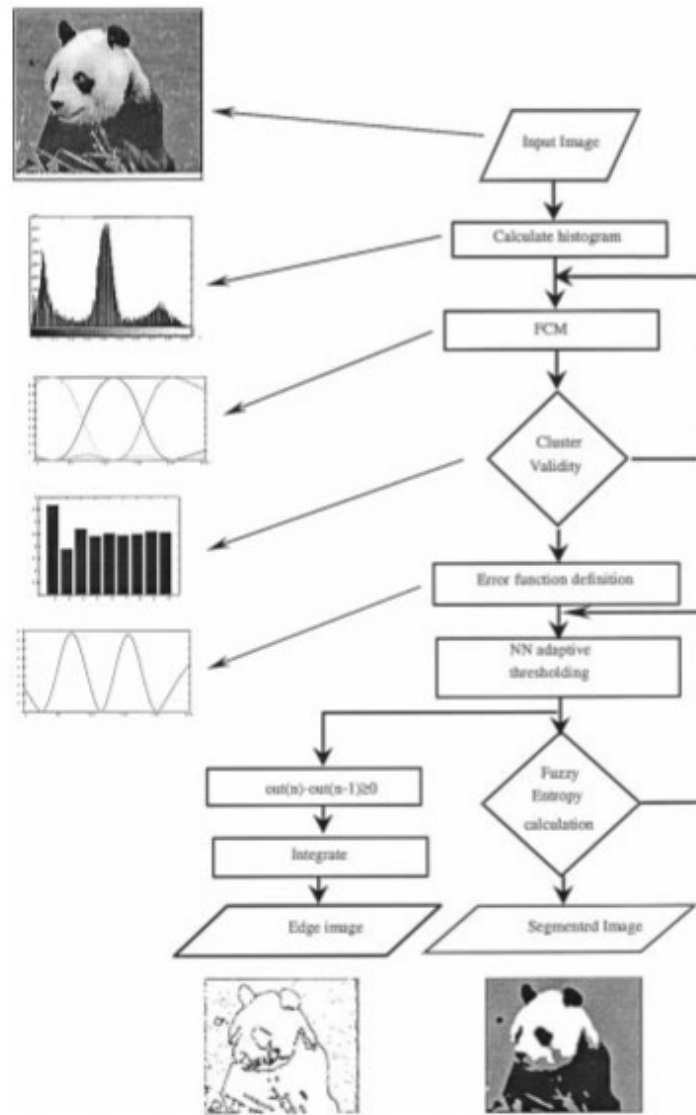 Input Image
Calculate histogram
FCM
Cluster
Validity
Error function definition
NN adaptive
thresholding
out(n)-out(n-1)≥0
Fuzzy
Entropy
calculation
Integrate
Edge image
Segmented Image